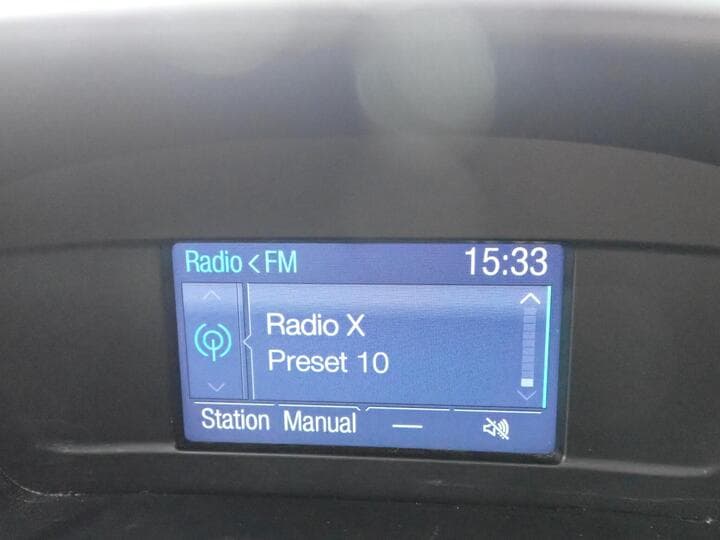 Radio < FM 15:33
Radio X
Preset 10
Station Manual —